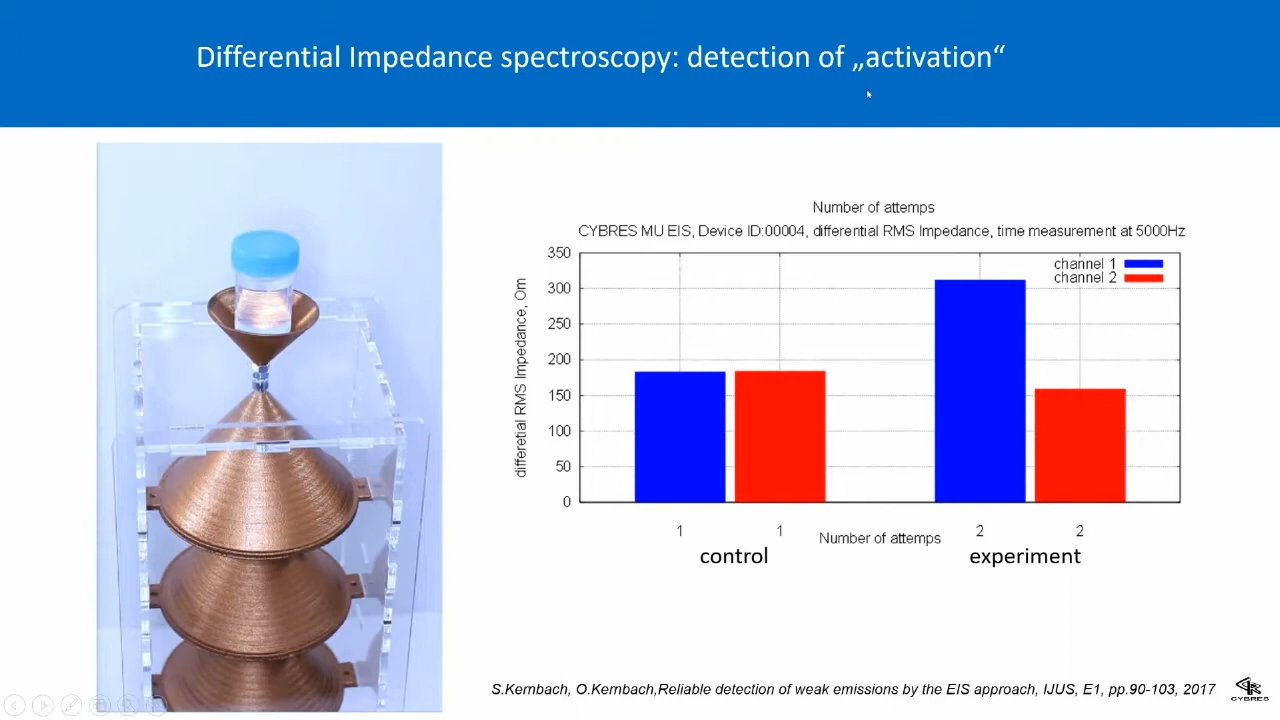 Differential Impedance spectroscopy: detection of „activation“
Number of attemps
CYBRES MU EIS, Device ID:00004, differential RMS Impedance, time measurement at 5000Hz
differetial RMS Impedance, Om
350
300
250
200
150
100
50
0
channel 1
channel 2
1 1 Number of attemps 2 2
control experiment
S.Kernbach, O.Kernbach,Reliable detection of weak emissions by the EIS approach, IJUS, E1, pp.90-103, 2017
CYBRES